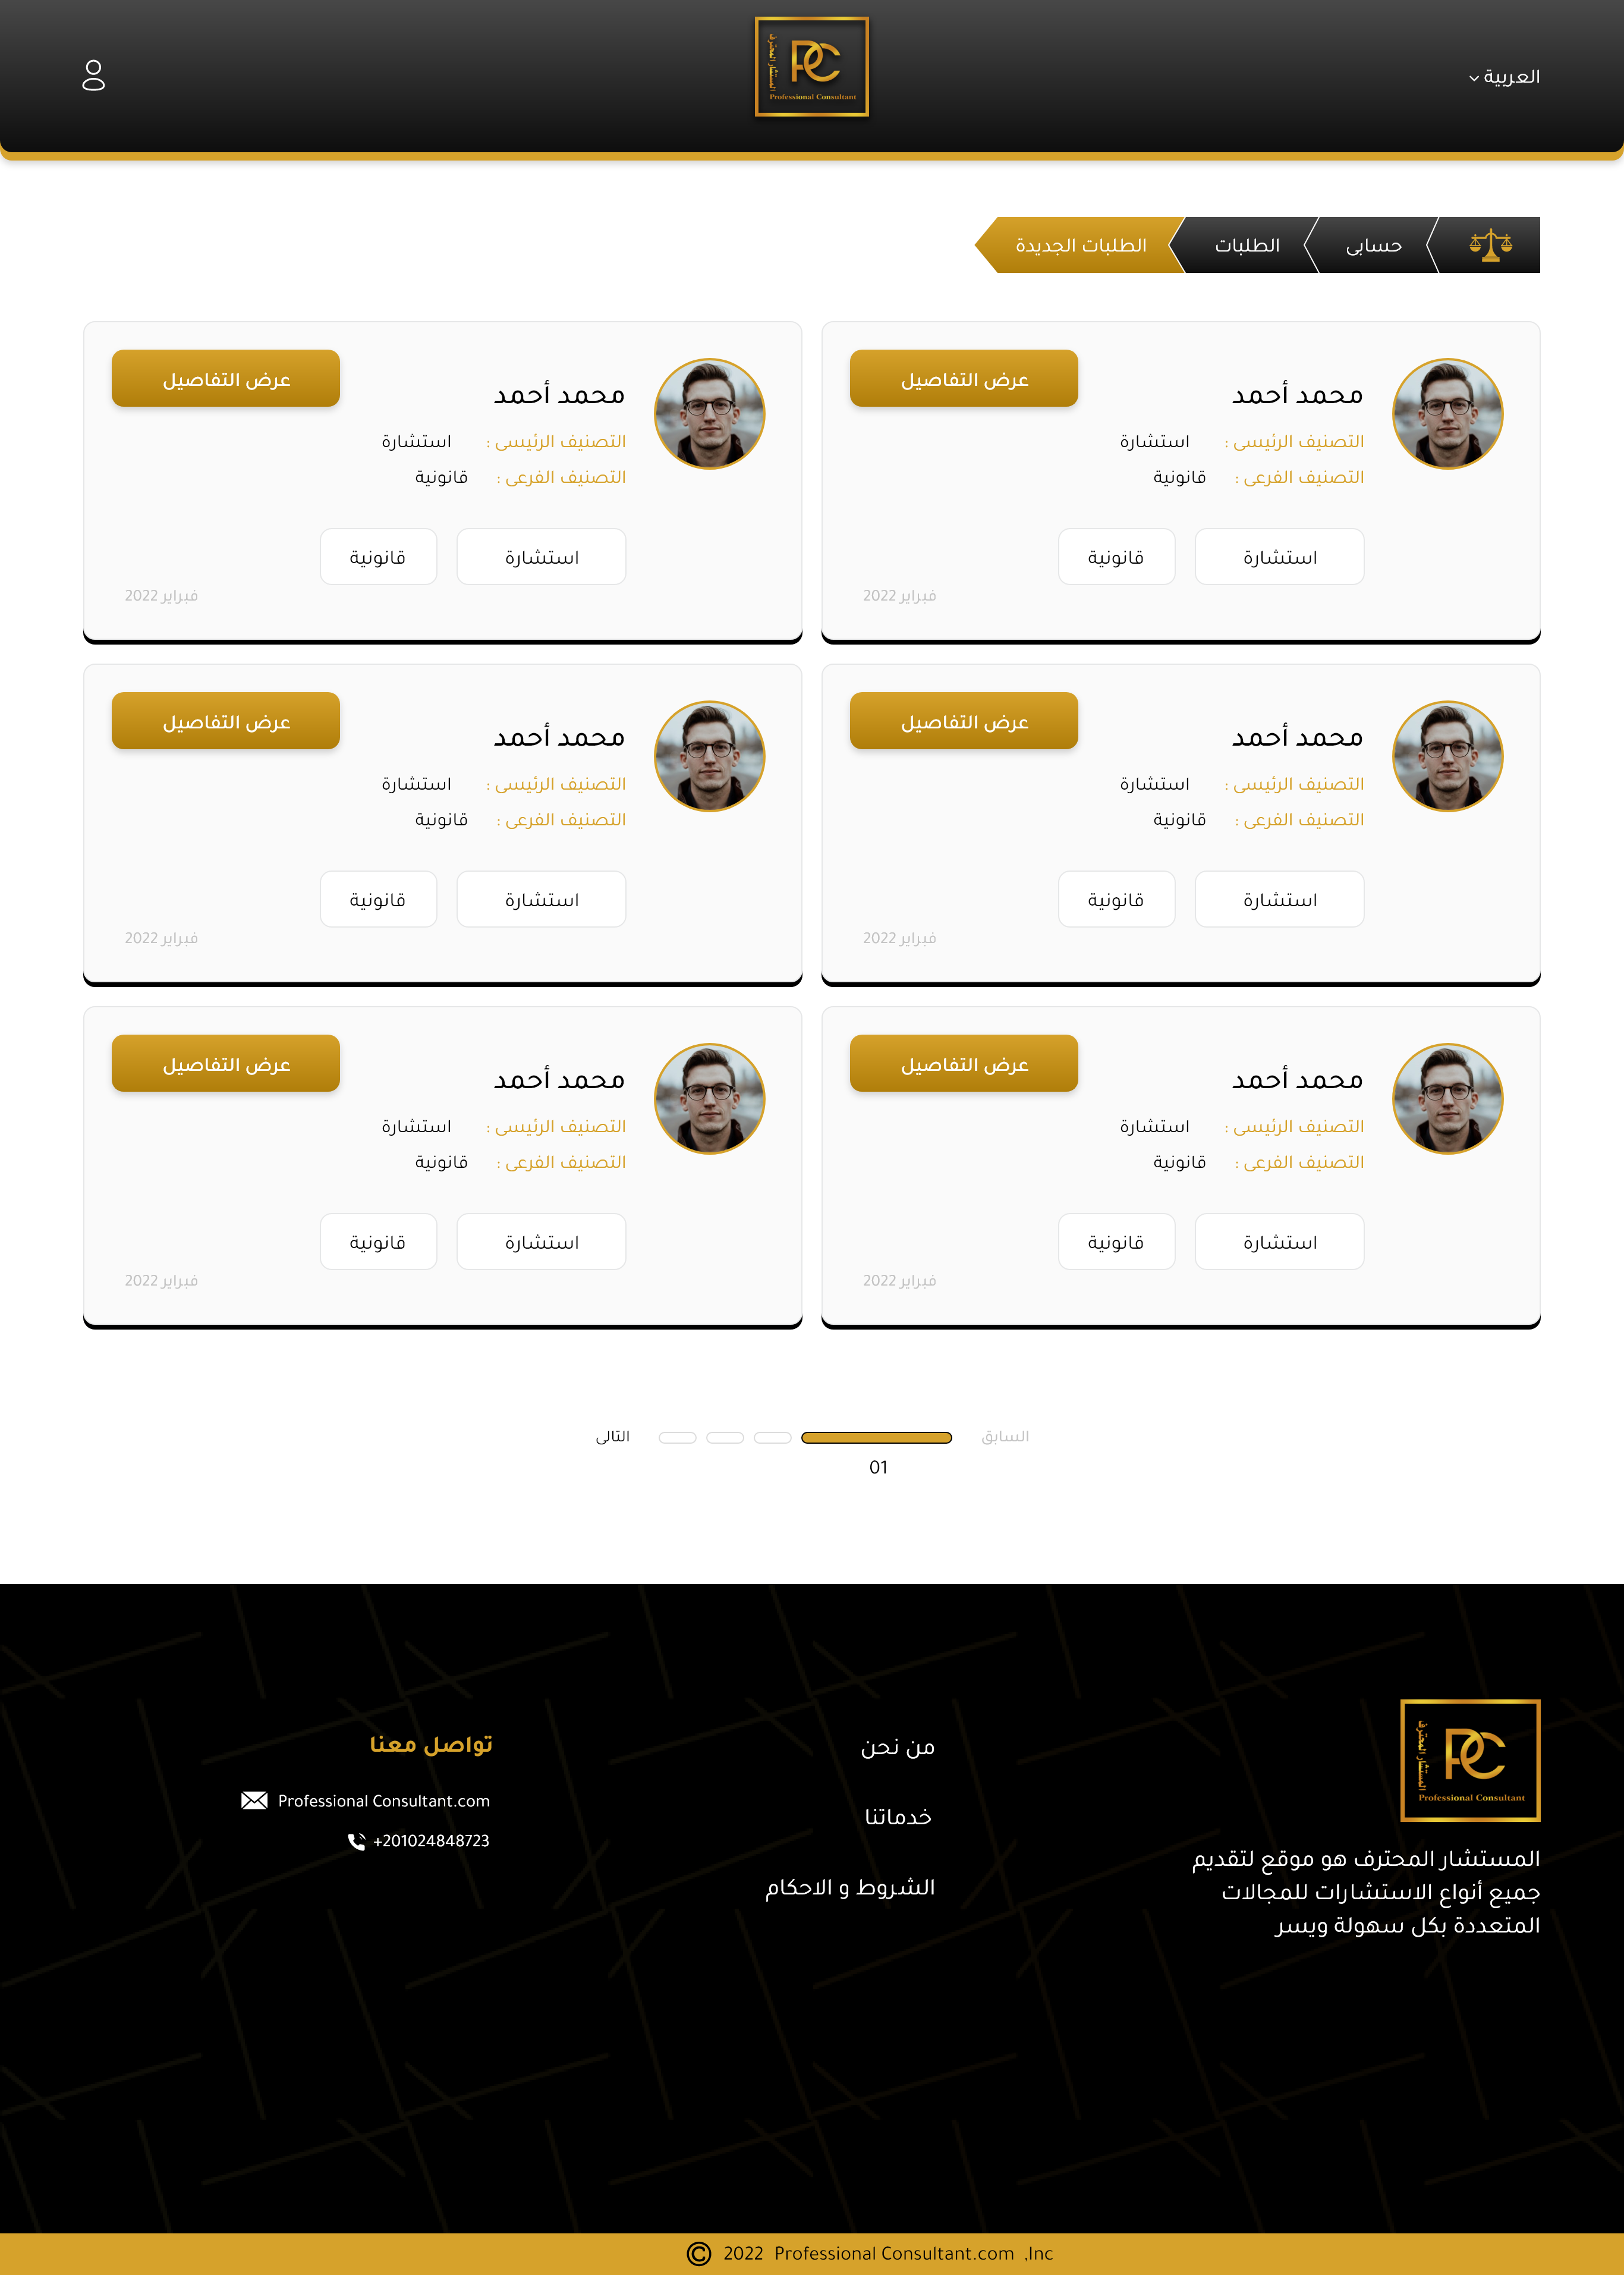 العربية
المستشار المحترف
PC
Professional Consultant
حسابى
الطلبات
الطلبات الجديدة
محمد أحمد
عرض التفاصيل
التصنيف الرئيسى : استشارة
التصنيف الفرعى : قانونية
استشارة
قانونية
فبراير 2022
محمد أحمد
عرض التفاصيل
التصنيف الرئيسى : استشارة
التصنيف الفرعى : قانونية
استشارة
قانونية
فبراير 2022
محمد أحمد
عرض التفاصيل
التصنيف الرئيسى : استشارة
التصنيف الفرعى : قانونية
استشارة
قانونية
فبراير 2022
محمد أحمد
عرض التفاصيل
التصنيف الرئيسى : استشارة
التصنيف الفرعى : قانونية
استشارة
قانونية
فبراير 2022
محمد أحمد
عرض التفاصيل
التصنيف الرئيسى : استشارة
التصنيف الفرعى : قانونية
استشارة
قانونية
فبراير 2022
محمد أحمد
عرض التفاصيل
التصنيف الرئيسى : استشارة
التصنيف الفرعى : قانونية
استشارة
قانونية
فبراير 2022
السابق
التالى
01
المستشار المحترف
PC
Professional Consultant
المستشار المحترف هو موقع لتقديم
جميع أنواع الاستشارات للمجالات
المتعددة بكل سهولة ويسر
من نحن
خدماتنا
الشروط و الاحكام
تواصل معنا
Professional Consultant.com
+201024848723
© 2022 Professional Consultant.com ,Inc